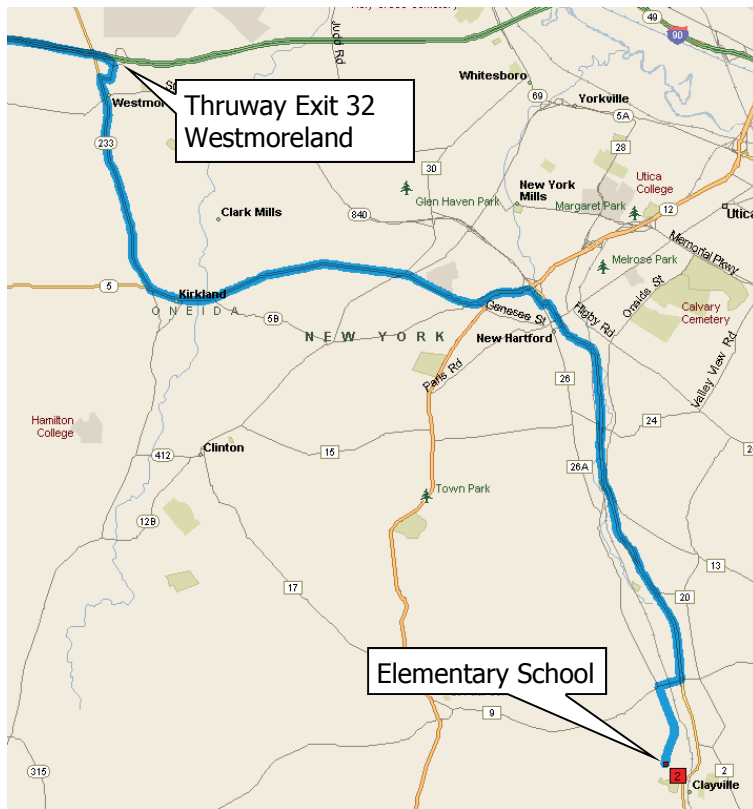 Judd Rd
49
90
Whitesboro
69
Yorkville
5A
Thruway Exit 32
Westmoreland
233
28
Utica
College
30
Glen Haven Park
New York
Mills
Margaret Park
12
Utica
Clark Mills
840
Memorial Pkwy
Melrose Park
Oneida St
5
Kirkland
ONEIDA
5B
Genesee St
Higby Rd
Calvary
Cemetery
NEW YORK
New Hartford
Valley View Rd
Paris Rd
26
Hamilton
College
24
412
Clinton
15
26A
Town Park
12B
13
17
20
Elementary School
9
315
2
2
Clayville